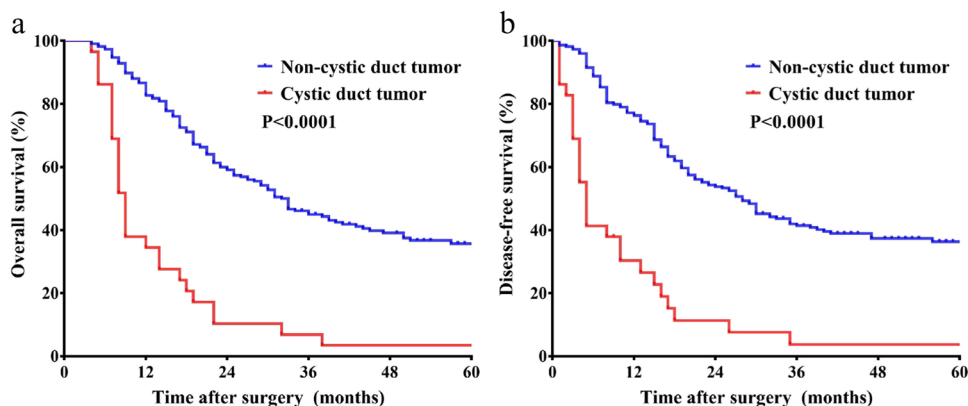 a
Overall survival (%)
100
80
60
40
20
0
Non-cystic duct tumor
Cystic duct tumor
P<0.0001
0 12 24 36 48 60
Time after surgery (months)
b
Disease-free survival (%)
100
80
60
40
20
0
Non-cystic duct tumor
Cystic duct tumor
P<0.0001
0 12 24 36 48 60
Time after surgery (months)